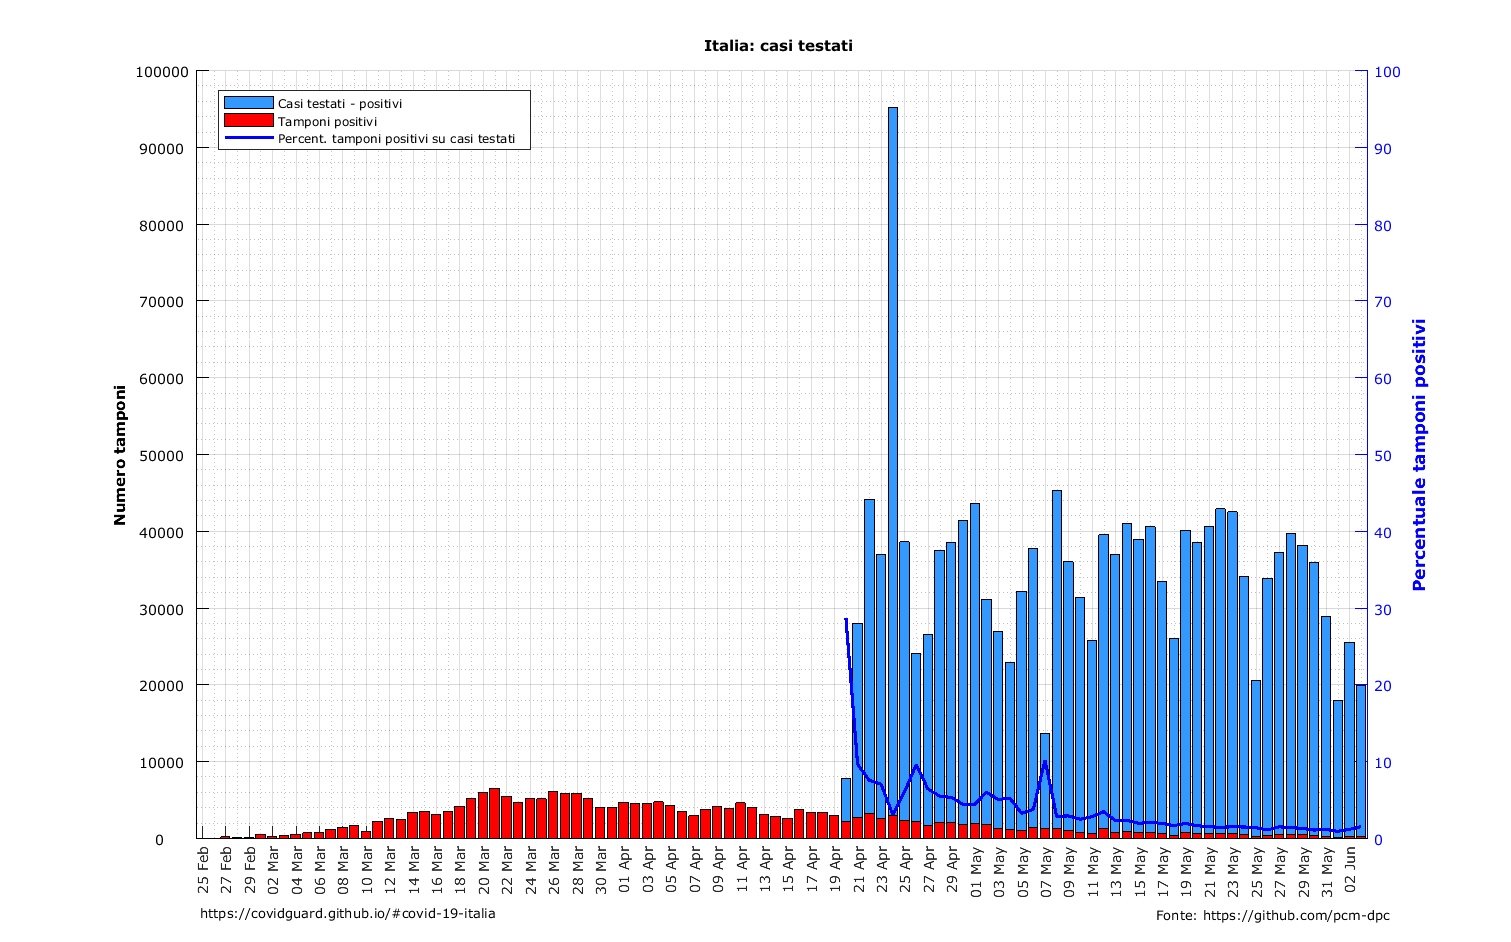 Italia: casi testati
Casi testati - positivi
Tamponi positivi
Percent. tamponi positivi su casi testati
Numero tamponi
100000
90000
80000
70000
60000
50000
40000
30000
20000
10000
0
Percentuale tamponi positivi
100
90
80
70
60
50
40
30
20
10
0
25 Feb
27 Feb
29 Feb
02 Mar
04 Mar
06 Mar
08 Mar
10 Mar
12 Mar
14 Mar
16 Mar
18 Mar
20 Mar
22 Mar
24 Mar
26 Mar
28 Mar
30 Mar
01 Apr
03 Apr
05 Apr
07 Apr
09 Apr
11 Apr
13 Apr
15 Apr
17 Apr
19 Apr
21 Apr
23 Apr
25 Apr
27 Apr
29 Apr
01 May
03 May
05 May
07 May
09 May
11 May
13 May
15 May
17 May
19 May
21 May
23 May
25 May
27 May
29 May
31 May
02 Jun
https://covidguard.github.io/#covid-19-italia
Fonte: https://github.com/pcm-dpc